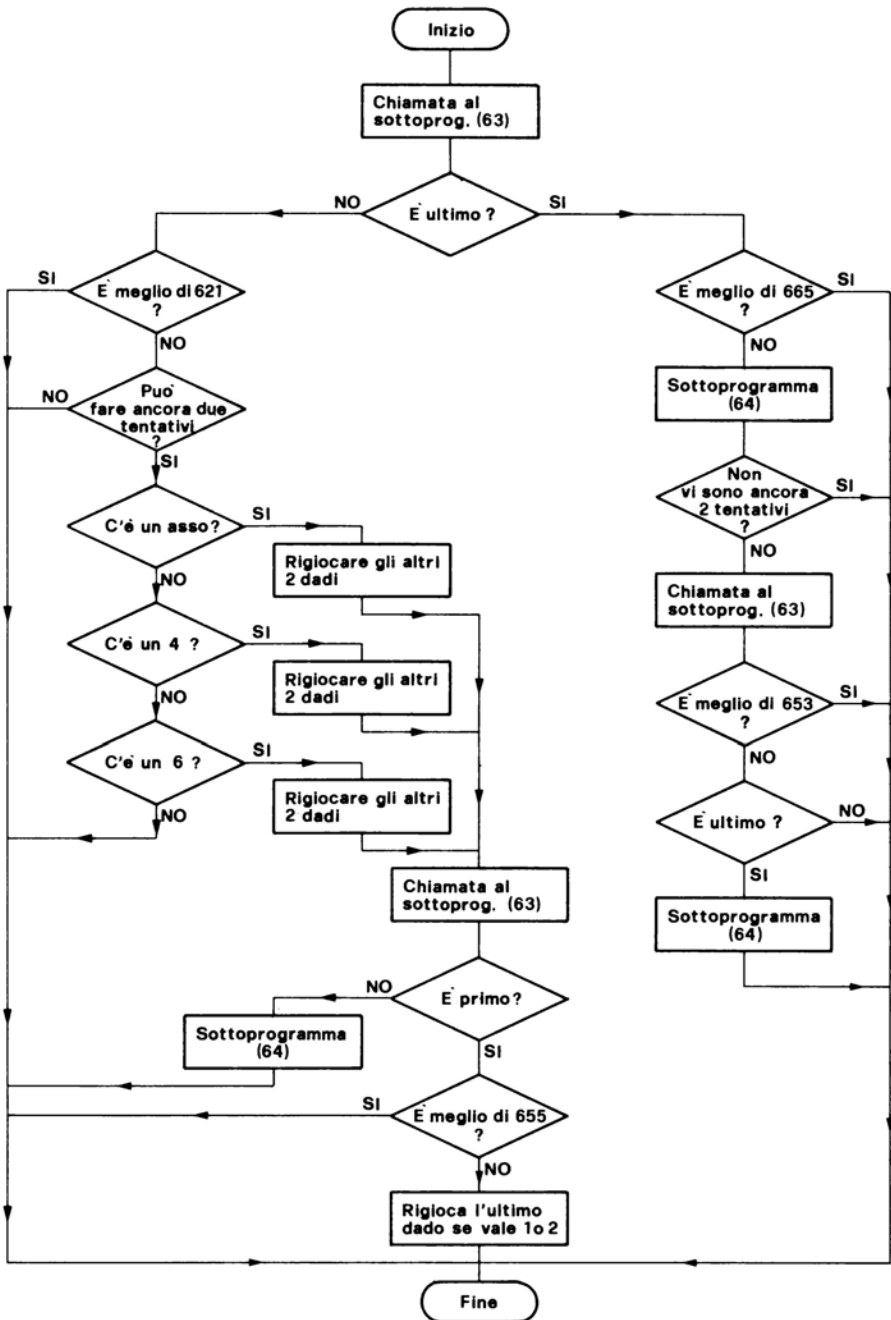 Inizio
Chiamata al
sottoprog. (63)
NO
E` ultimo ?
SI
SI
E` meglio di 621
?
NO
E` meglio di 665
?
SI
NO
NO
Puo`
fare ancora due
tentativi
?
SI
Sottoprogramma
(64)
Non
vi sono ancora
2 tentativi
?
SI
NO
C'è un asso?
SI
NO
Rigiocare gli altri
2 dadi
Chiamata al
sottoprog. (63)
C'è un 4 ?
SI
NO
Rigiocare gli altri
2 dadi
E` meglio di 653
?
SI
NO
C'è un 6 ?
SI
NO
Rigiocare gli altri
2 dadi
E` ultimo ?
NO
SI
Chiamata al
sottoprog. (63)
Sottoprogramma
(64)
NO
E` primo?
SI
Sottoprogramma
(64)
SI
E` meglio di 655
?
NO
Rigioca l'ultimo
dado se vale 1 o 2
Fine